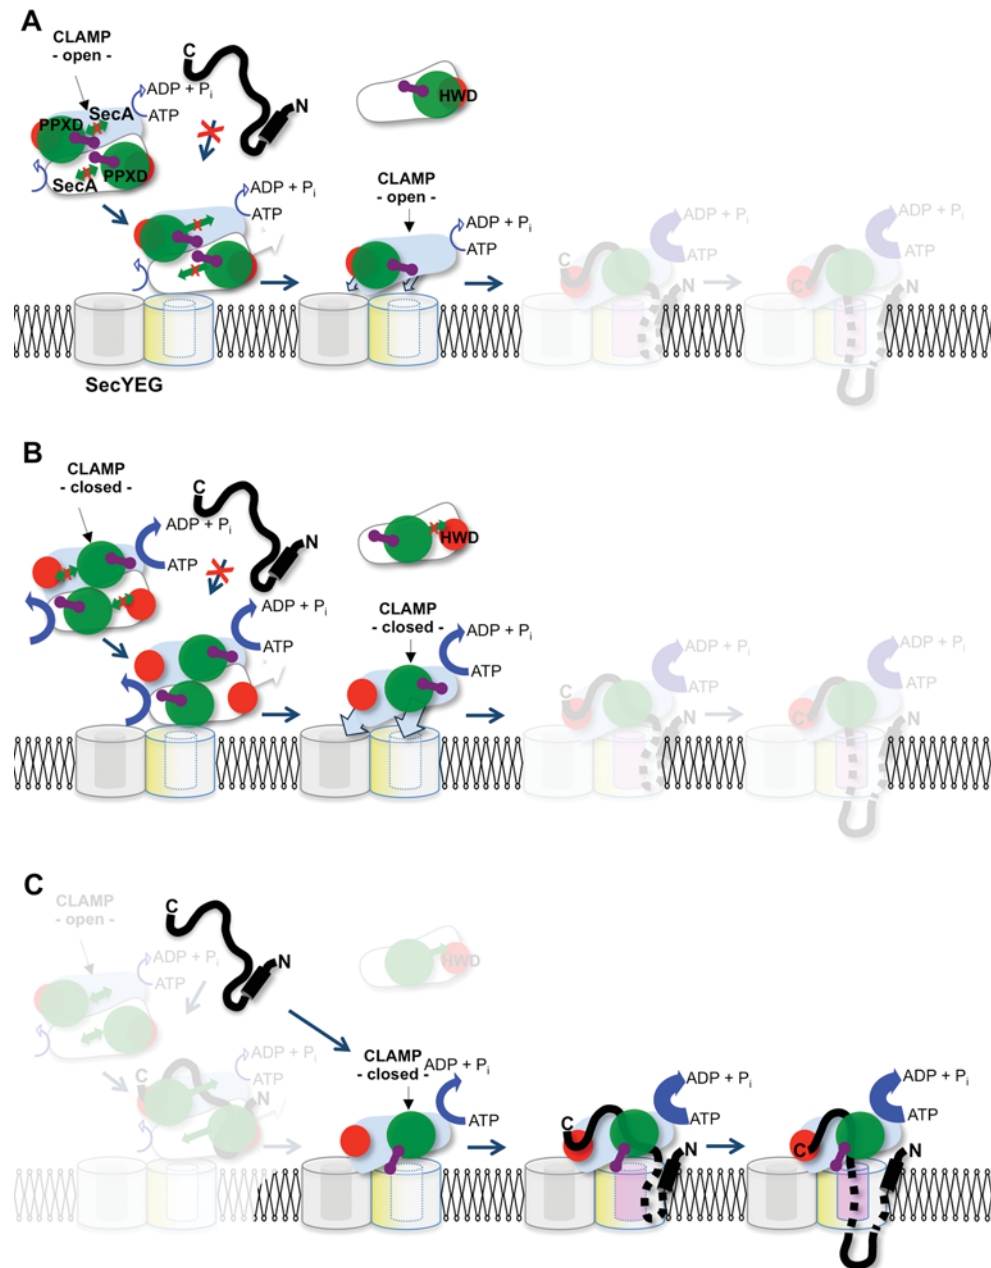 A
CLAMP
- open -
ADP + Pi
SecA
ATP
PPXD
PPXD
SecA
C
N
HWD
ADP + Pi
ATP
CLAMP
- open -
ADP + Pi
ATP
ADP + Pi
ATP
C
N
ADP + Pi
ATP
C
N
SecYEG
B
CLAMP
- closed -
ADP + Pi
ATP
C
N
HWD
ADP + Pi
ATP
CLAMP
- closed -
ADP + Pi
ATP
ADP + Pi
ATP
C
N
ADP + Pi
ATP
C
N
C
CLAMP
- open -
ADP + Pi
ATP
C
N
HWD
ADP + Pi
ATP
C
N
CLAMP
- closed -
ADP + Pi
ATP
ADP + Pi
ATP
C
N
ADP + Pi
ATP
C
N